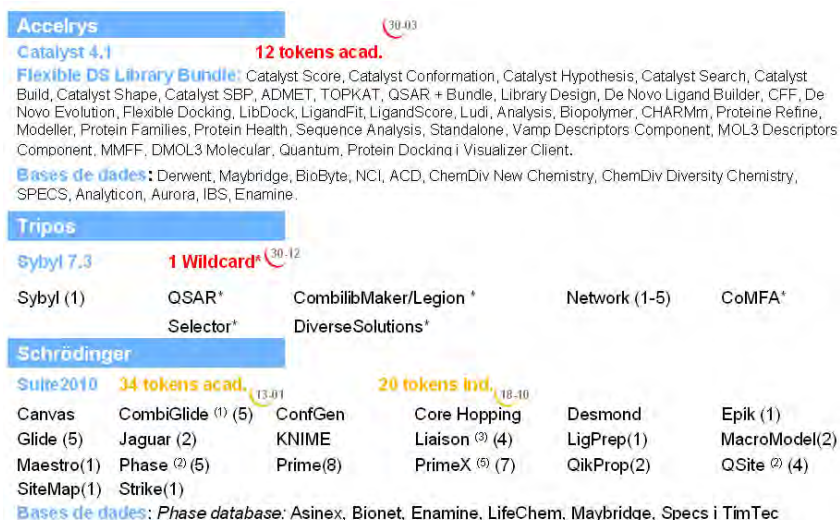 Accelrys
30-03
Catalyst 4.1 12 tokens acad.
Flexible DS Library Bundle: Catalyst Score, Catalyst Conformation, Catalyst Hypothesis, Catalyst Search, Catalyst
Build, Catalyst Shape, Catalyst SBP, ADMET, TOPKAT, QSAR + Bundle, Library Design, De Novo Ligand Builder, CFF, De
Novo Evolution, Flexible Docking, LibDock, LigandFit, LigandScore, Ludi, Analysis, Biopolymer, CHARMm, Proteine Refine,
Modeller, Protein Families, Protein Health, Sequence Analysis, Standalone, Vamp Descriptors Component, MOL3 Descriptors
Component, MMFF, DMOL3 Molecular, Quantum, Protein Docking i Visualizer Client.
Bases de dades: Derwent, Maybridge, BioByte, NCI, ACD, ChemDiv New Chemistry, ChemDiv Diversity Chemistry,
SPECS, Analyticon, Aurora, IBS, Enamine.
Tripos
Sybyl 7.3 1 Wildcard* 30-12
Sybyl (1) QSAR* CombilibMaker/Legion * Network (1-5) CoMFA*
Selector* DiverseSolutions*
Schrödinger
Suite2010 34 tokens acad. 13-01 20 tokens ind. 18-10
Canvas CombiGlide (1) (5) ConfGen Core Hopping Desmond Epik (1)
Glide (5) Jaguar (2) KNIME Liaison (3) (4) LigPrep(1) MacroModel(2)
Maestro(1) Phase (2) (5) Prime(8) PrimeX (5) (7) QikProp(2) QSite (2) (4)
SiteMap(1) Strike(1)
Bases de dades: Phase database: Asinex, Bionet, Enamine, LifeChem, Maybridge, Specs i TimTec